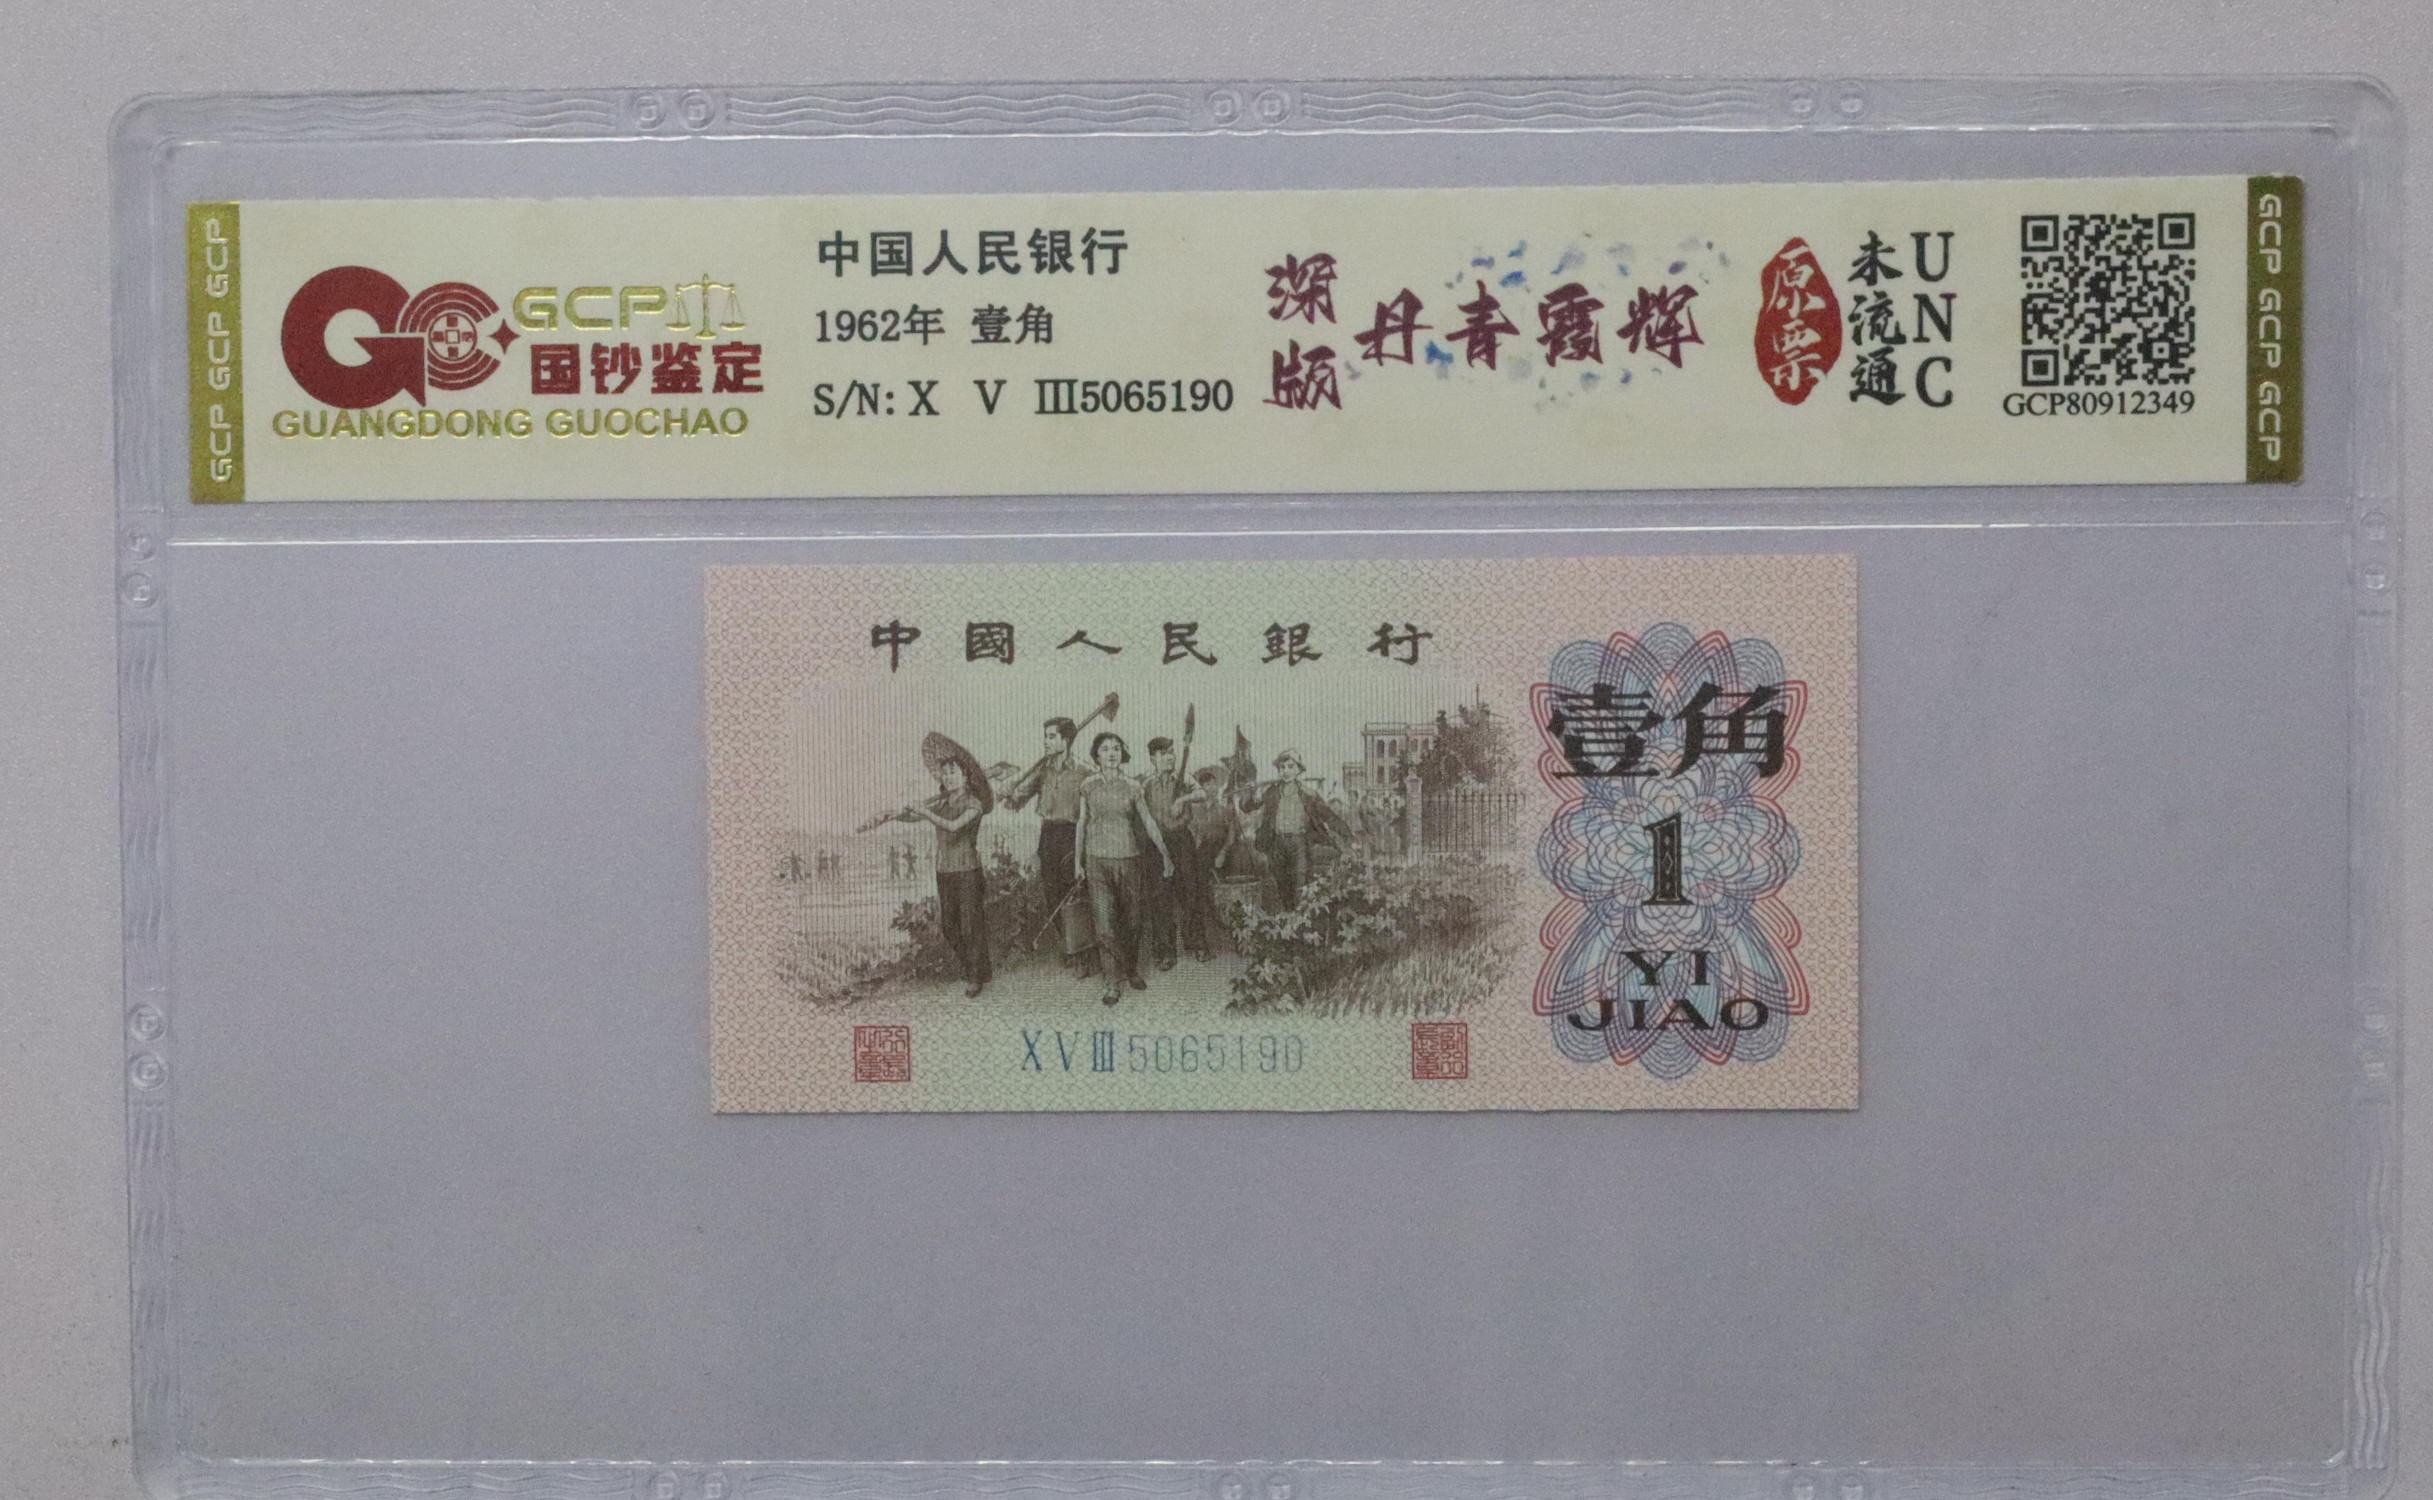 GCP GCP GCP
GCP
国钞鉴定
GUANGDONG GUOCHAO
中国人民银行
1962年 壹角
S/N: X V Ⅲ5065190
深版
丹青霞辉
原票
未流通
UNC
GCP80912349
GCP GCP GCP
中國人民銀行
壹角
1
YI
JIAO
X V Ⅲ 5065190